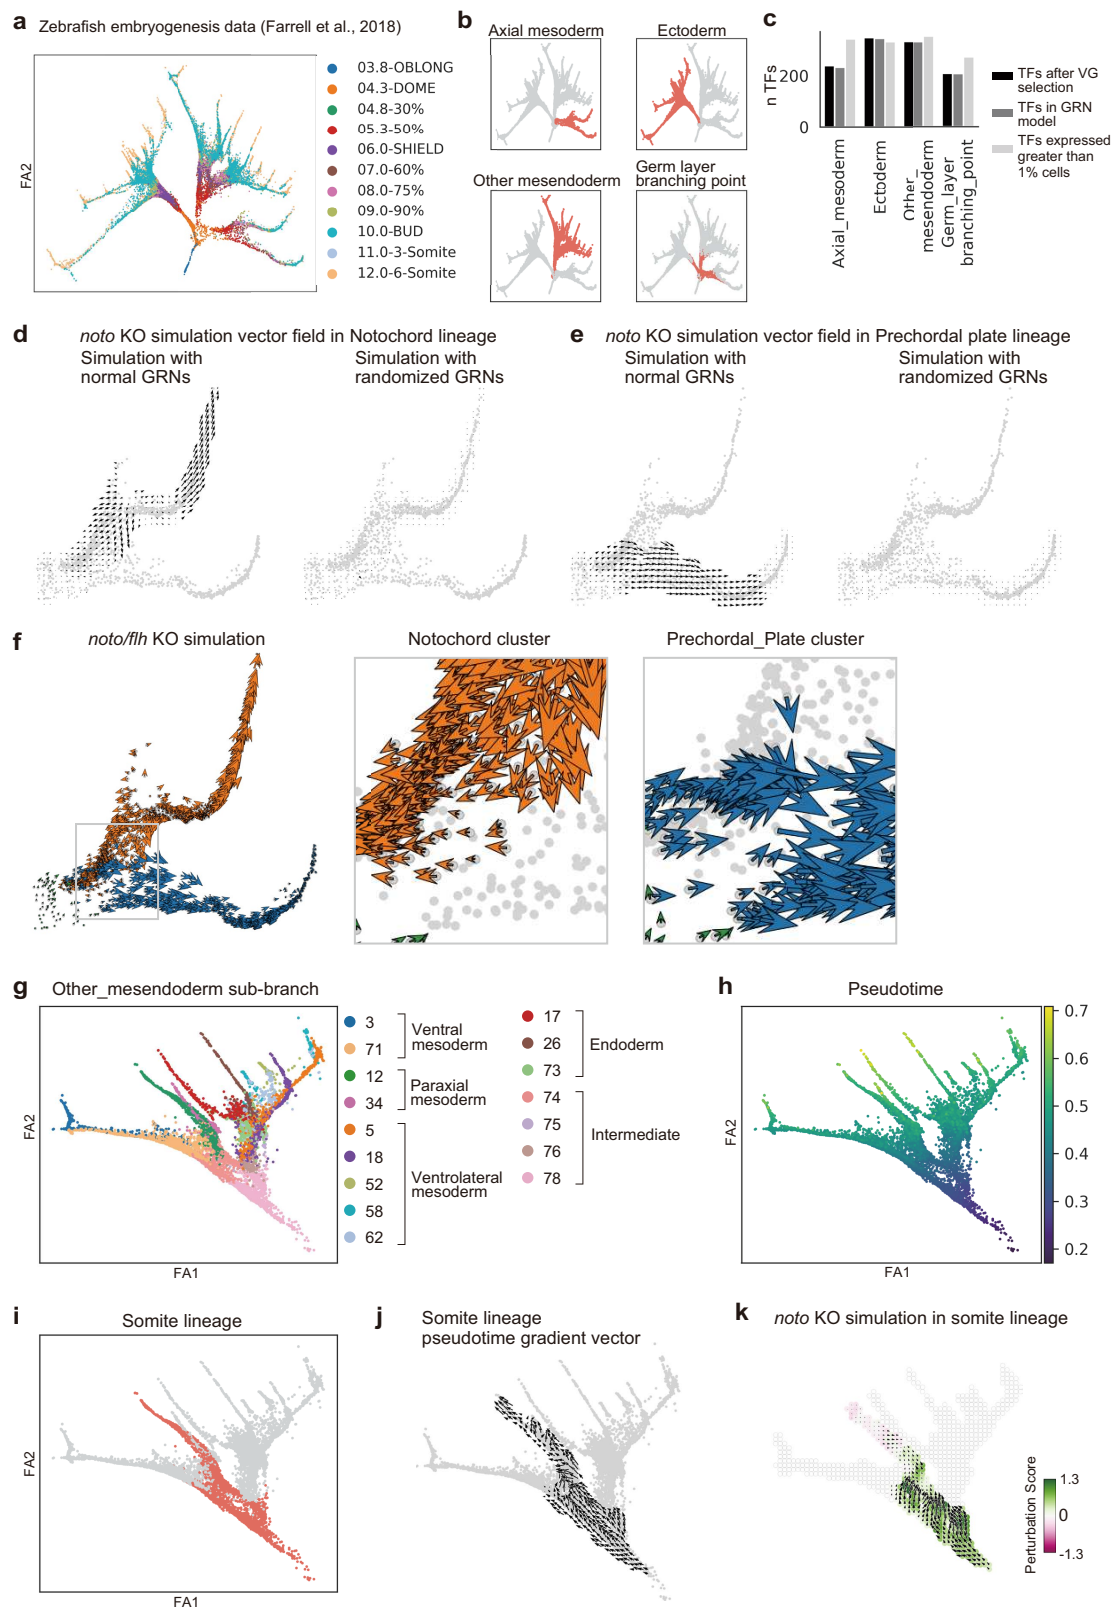 a Zebrafish embryogenesis data (Farrell et al., 2018)
FA2
03.8-OBLONG
04.3-DOME
04.8-30%
05.3-50%
06.0-SHIELD
07.0-60%
08.0-75%
09.0-90%
10.0-BUD
11.0-3-Somite
12.0-6-Somite
b
Axial mesoderm
Ectoderm
Other mesendoderm
Germ layer
branching point
c
n TFs
200
0
Axial_mesoderm
Ectoderm
Other_
mesendoderm
Germ_layer_
branching_point
TFs after VG
selection
TFs in GRN
model
TFs expressed
greater than
1% cells
d noto KO simulation vector field in Notochord lineage
Simulation with
normal GRNs
Simulation with
randomized GRNs
e noto KO simulation vector field in Prechordal plate lineage
Simulation with
normal GRNs
Simulation with
randomized GRNs
f noto/flh KO simulation
Notochord cluster
Prechordal_Plate cluster
g Other_mesendoderm sub-branch
FA2
FA1
3
71
Ventral
mesoderm
12
34
Paraxial
mesoderm
5
18
52
58
62
Ventrolateral
mesoderm
17
26
73
Endoderm
74
75
76
78
Intermediate
h Pseudotime
FA2
FA1
0.7
0.6
0.5
0.4
0.3
0.2
i Somite lineage
FA2
FA1
j Somite lineage
pseudotime gradient vector
k noto KO simulation in somite lineage
Perturbation Score
1.3
0
-1.3